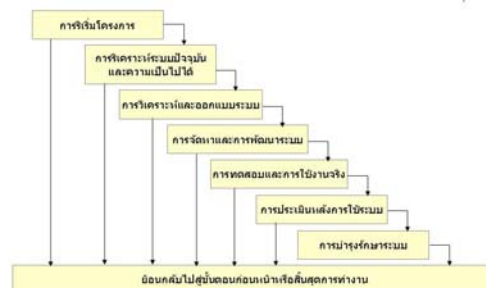 การริเริ่มโครงการ
การวิเคราะห์ระบบปัจจุบัน
และความเป็นไปได้
การวิเคราะห์และออกแบบระบบ
การจัดหาและการพัฒนาระบบ
การทดสอบและการใช้งานจริง
การประเมินหลังการใช้ระบบ
การบำรุงรักษาระบบ
ย้อนกลับไปสู่ขั้นตอนก่อนหน้าหรือสิ้นสุดการทำงาน